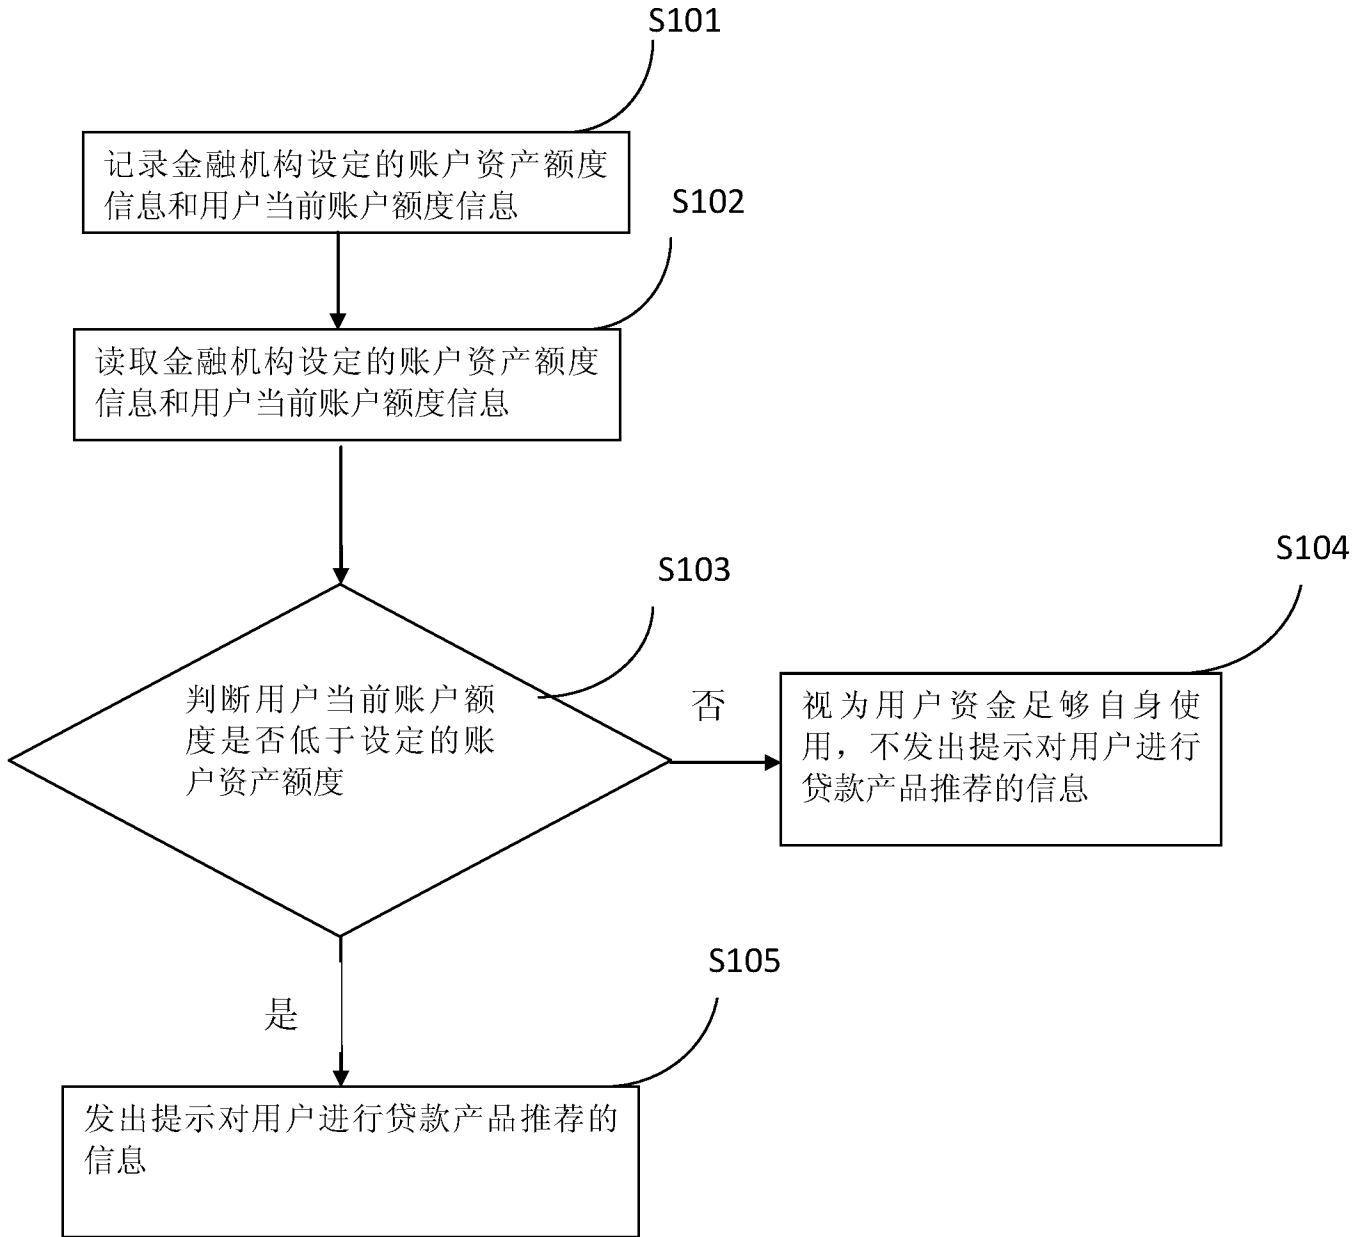 S101
记录金融机构设定的账户资产额度
信息和用户当前账户额度信息
S102
读取金融机构设定的账户资产额度
信息和用户当前账户额度信息
S103
判断用户当前账户额
度是否低于设定的账
户资产额度
否
S104
视为用户资金足够自身使
用，不发出提示对用户进行
贷款产品推荐的信息
是
S105
发出提示对用户进行贷款产品推荐的
信息